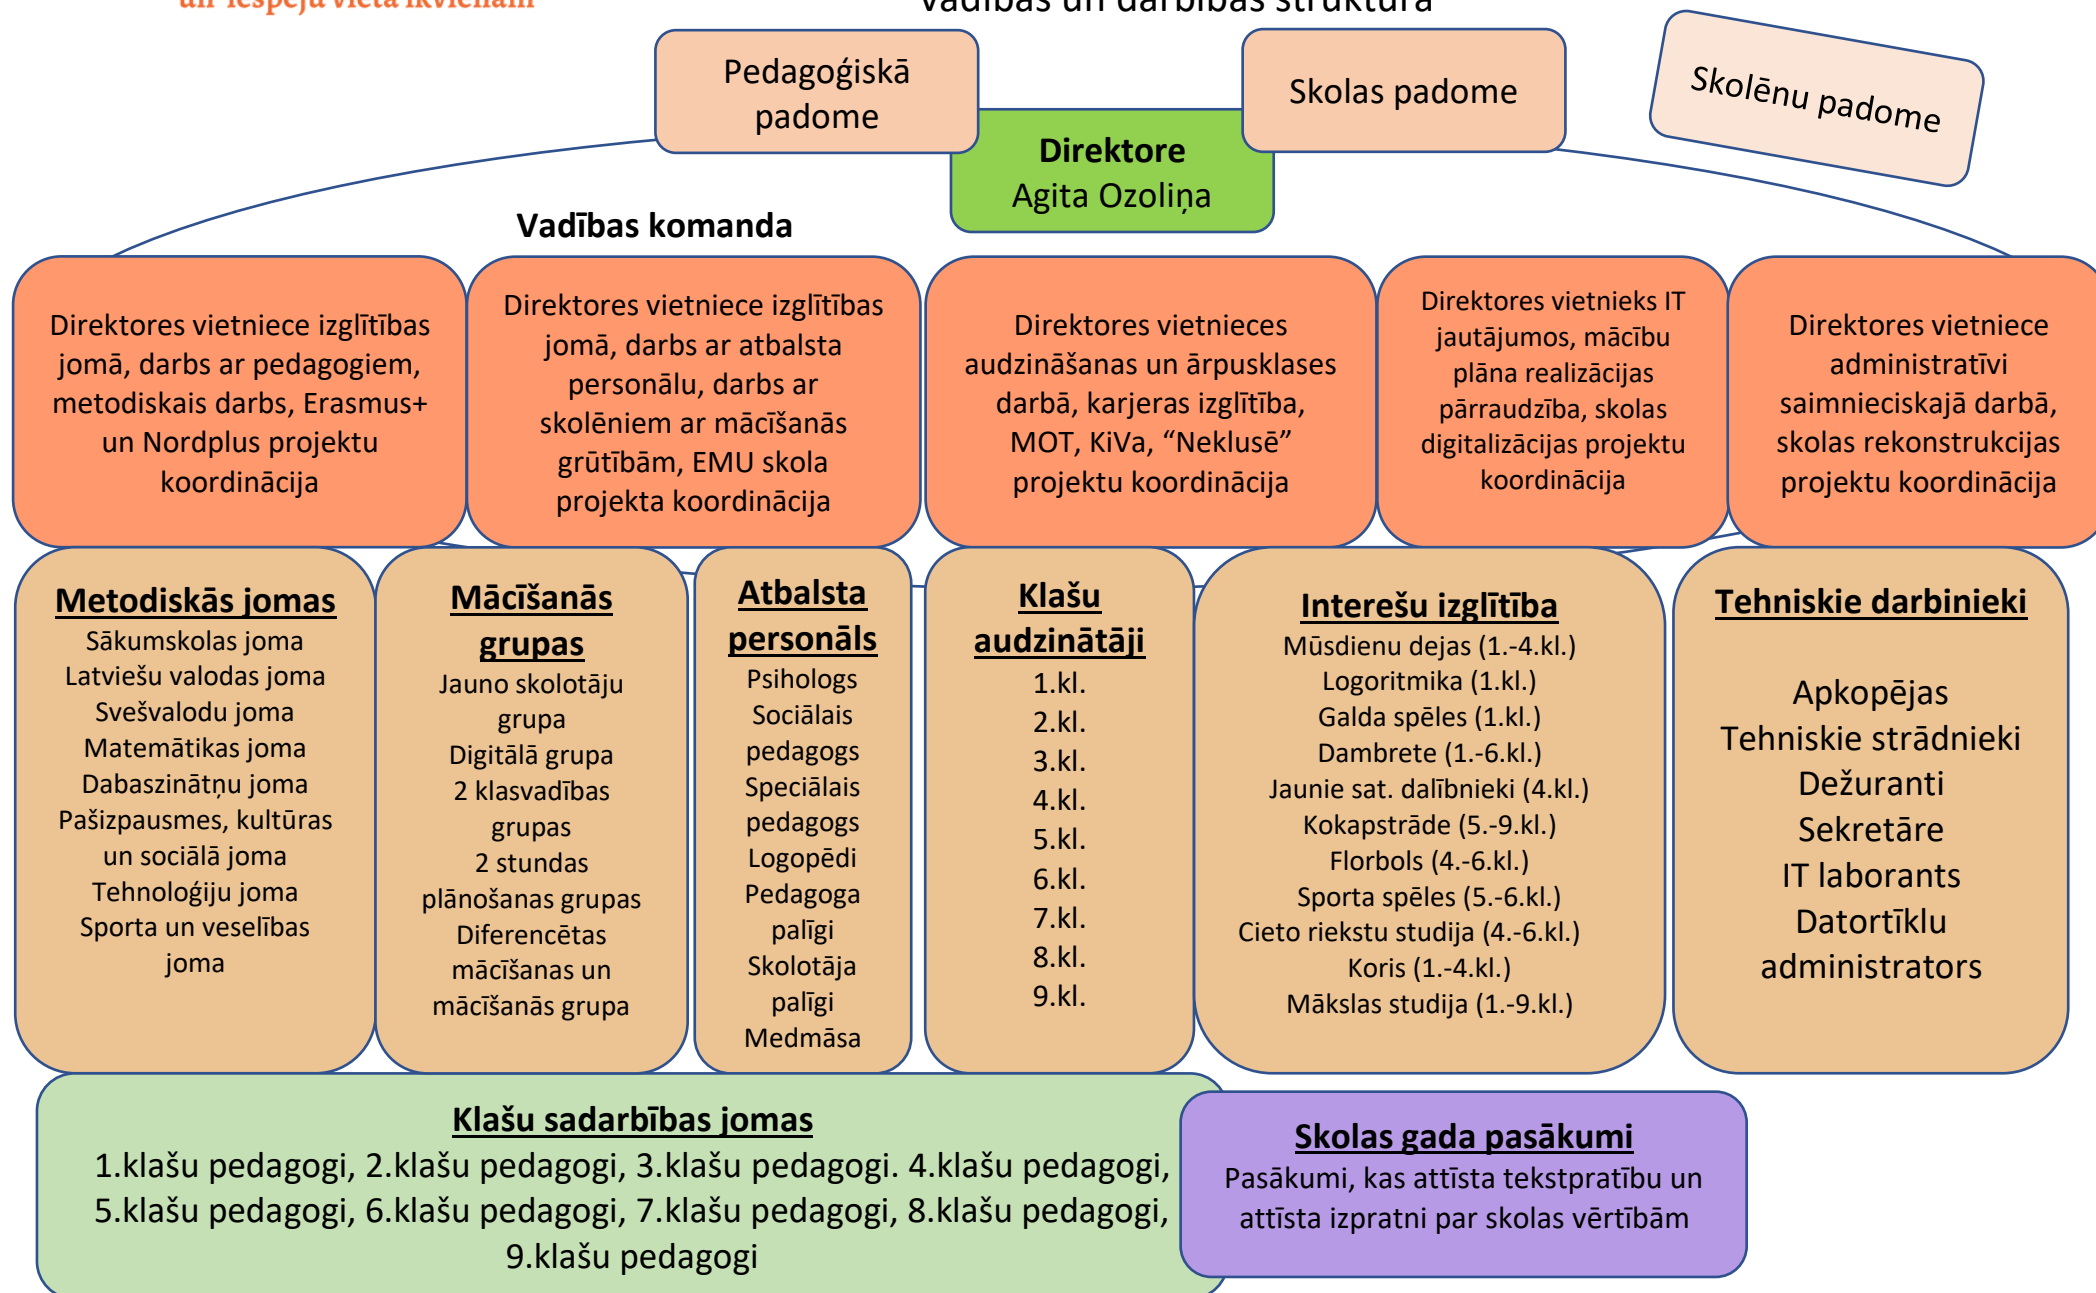 un iespēju vieta ikvienam
vadības un darbības struktūra
Pedagoģiskā
padome
Skolas padome
Skolēnu padome
Direktore
Agita Ozoliņa
Vadības komanda
Direktores vietniece izglītības
jomā, darbs ar pedagogiem,
metodiskais darbs, Erasmus+
un Nordplus projektu
koordinācija
Direktores vietniece izglītības
jomā, darbs ar atbalsta
personālu, darbs ar
skolēniem ar mācīšanās
grūtībām, EMU skola
projekta koordinācija
Direktores vietnieces
audzināšanas un ārpusklases
darbā, karjeras izglītība,
MOT, KiVa, “Neklusē”
projektu koordinācija
Direktores vietnieks IT
jautājumos, mācību
plāna realizācijas
pārraudzība, skolas
digitalizācijas projektu
koordinācija
Direktores vietniece
administratīvi
saimnieciskajā darbā,
skolas rekonstrukcijas
projektu koordinācija
Metodiskās jomas
Sākumskolas joma
Latviešu valodas joma
Svešvalodu joma
Matemātikas joma
Dabaszinātņu joma
Pašizpausmes, kultūras
un sociālā joma
Tehnoloģiju joma
Sporta un veselības
joma
Mācīšanās
grupas
Jauno skolotāju
grupa
Digitālā grupa
2 klasvadības
grupas
2 stundas
plānošanas grupas
Diferencētas
mācīšanas un
mācīšanās grupa
Atbalsta
personāls
Psihologs
Sociālais
pedagogs
Speciālais
pedagogs
Logopēdi
Pedagoga
palīgi
Skolotāja
palīgi
Medmāsa
Klašu
audzinātāji
1.kl.
2.kl.
3.kl.
4.kl.
5.kl.
6.kl.
7.kl.
8.kl.
9.kl.
Interešu izglītība
Mūsdienu dejas (1.-4.kl.)
Logoritmika (1.kl.)
Galda spēles (1.kl.)
Dambrete (1.-6.kl.)
Jaunie sat. dalībnieki (4.kl.)
Kokapstrāde (5.-9.kl.)
Florbols (4.-6.kl.)
Sporta spēles (5.-6.kl.)
Cieto riekstu studija (4.-6.kl.)
Koris (1.-4.kl.)
Mākslas studija (1.-9.kl.)
Tehniskie darbinieki
Apkopējas
Tehniskie strādnieki
Dežuranti
Sekretāre
IT laborants
Datortīklu
administrators
Klašu sadarbības jomas
1.klašu pedagogi, 2.klašu pedagogi, 3.klašu pedagogi. 4.klašu pedagogi,
5.klašu pedagogi, 6.klašu pedagogi, 7.klašu pedagogi, 8.klašu pedagogi,
9.klašu pedagogi
Skolas gada pasākumi
Pasākumi, kas attīsta tekstpratību un
attīsta izpratni par skolas vērtībām